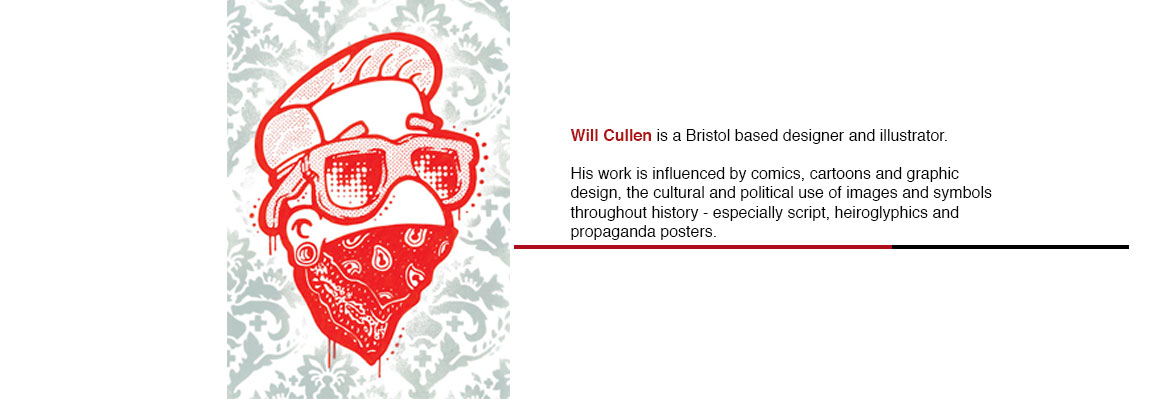 Will Cullen is a Bristol based designer and illustrator.
His work is influenced by comics, cartoons and graphic
design, the cultural and political use of images and symbols
throughout history - especially script, heiroglyphics and
propaganda posters.